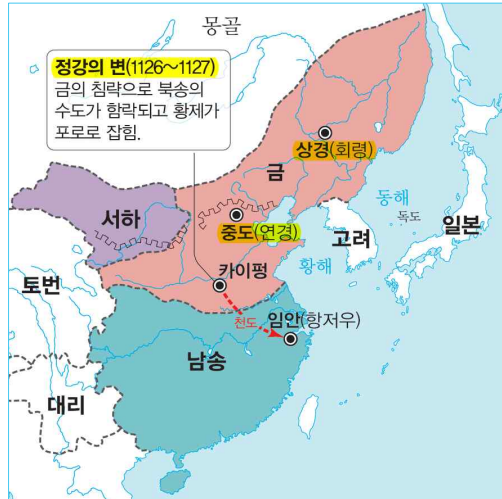 몽골
정강의 변(1126~1127)
금의 침략으로 북송의
수도가 함락되고 황제가
포로로 잡힘.
상경(회령)
금
서하
중도(연경)
동해
독도
일본
고려
황해
카이펑
토번
천도
임안(항저우)
남송
대리